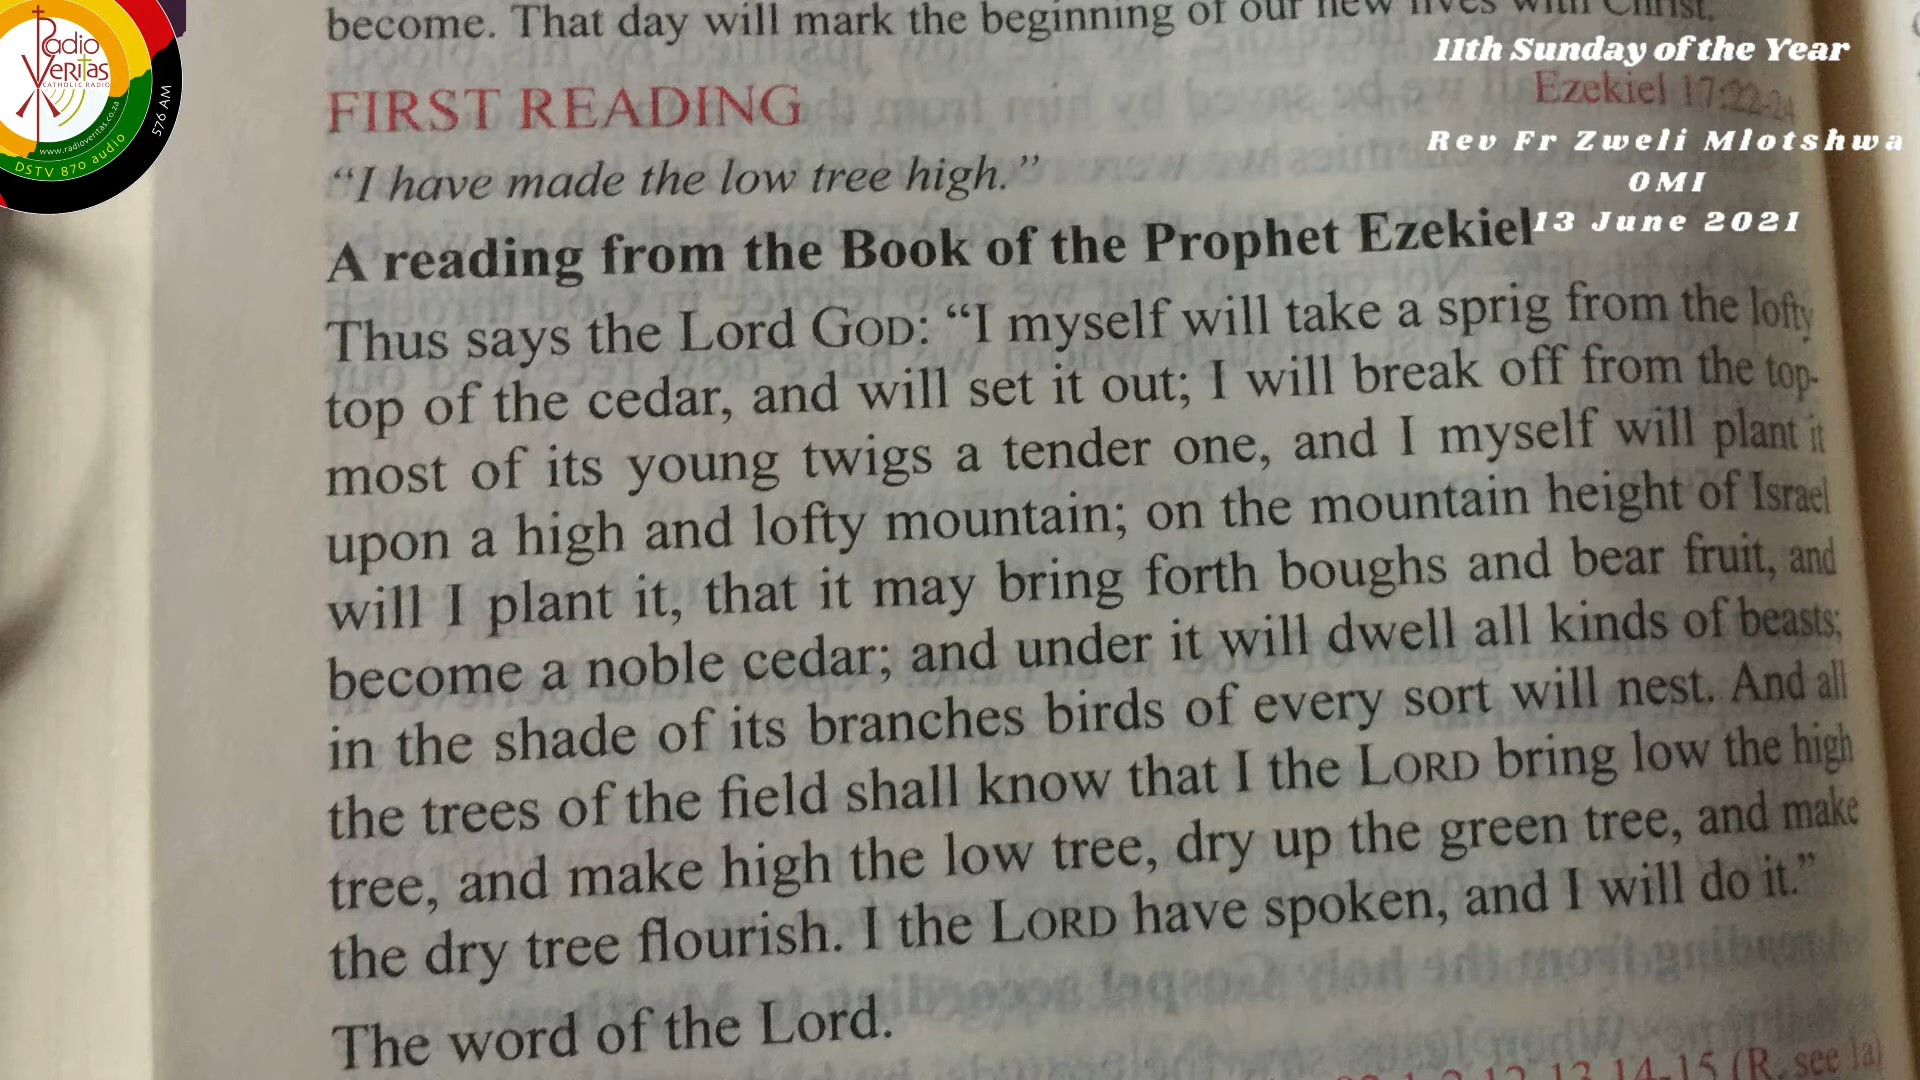 Radio
Veritas
CATHOLIC RADIO
www.radioveritas.co.za
DSTV 870 audio
576 AM
become. That day will mark the beginning of our new lives with Christ.
11th Sunday of the Year
FIRST READING
Ezekiel 17:22-24
Rev Fr Zweli Mlotshwa
OMI
13 June 2021
“I have made the low tree high.”
A reading from the Book of the Prophet Ezekiel
Thus says the Lord GOD: “I myself will take a sprig from the lofty
top of the cedar, and will set it out; I will break off from the top-
most of its young twigs a tender one, and I myself will plant it
upon a high and lofty mountain; on the mountain height of Israel
will I plant it, that it may bring forth boughs and bear fruit, and
become a noble cedar; and under it will dwell all kinds of beasts;
in the shade of its branches birds of every sort will nest. And all
the trees of the field shall know that I the LORD bring low the high
tree, and make high the low tree, dry up the green tree, and make
the dry tree flourish. I the LORD have spoken, and I will do it.”
The word of the Lord.
12.13.14-15 (R. see 1a)